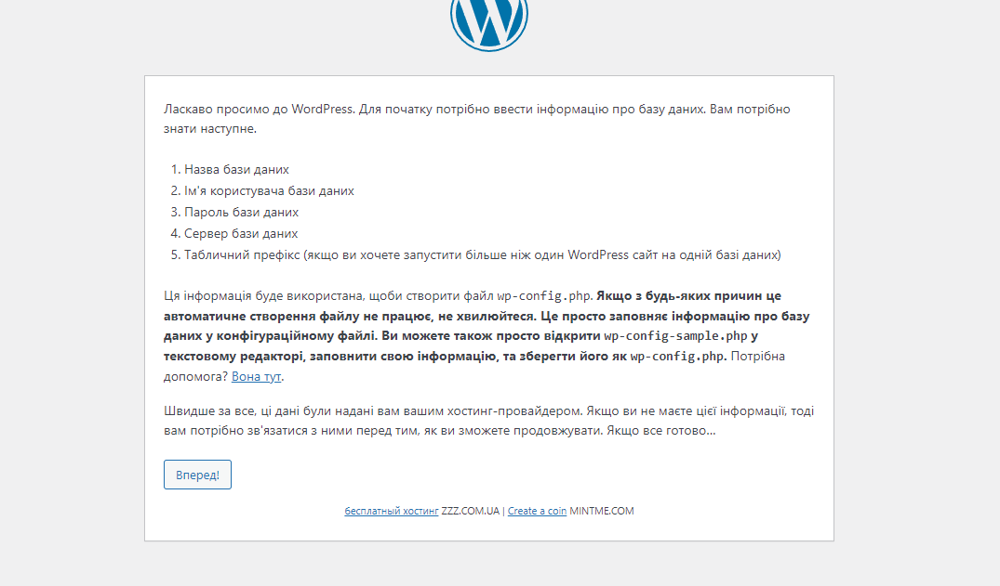 Ласкаво просимо до WordPress. Для початку потрібно ввести інформацію про базу даних. Вам потрібно
знати наступне.
1. Назва бази даних
2. Ім'я користувача бази даних
3. Пароль бази даних
4. Сервер бази даних
5. Табличний префікс (якщо ви хочете запустити більше ніж один WordPress сайт на одній базі даних)
Ця інформація буде використана, щоби створити файл wp-config.php. Якщо з будь-яких причин це
автоматичне створення файлу не працює, не хвилюйтеся. Це просто заповняє інформацію про базу
даних у конфігураційному файлі. Ви можете також просто відкрити wp-config-sample.php у
текстовому редакторі, заповнити свою інформацію, та зберегти його як wp-config.php. Потрібна
допомога? Вона тут.
Швидше за все, ці дані були надані вам вашим хостинг-провайдером. Якщо ви не маєте цієї інформації, тоді
вам потрібно зв'язатися з ними перед тим, як ви зможете продовжувати. Якщо все готово...
Вперед!
бесплатный хостинг ZZZ.COM.UA | Create a coin MINTME.COM